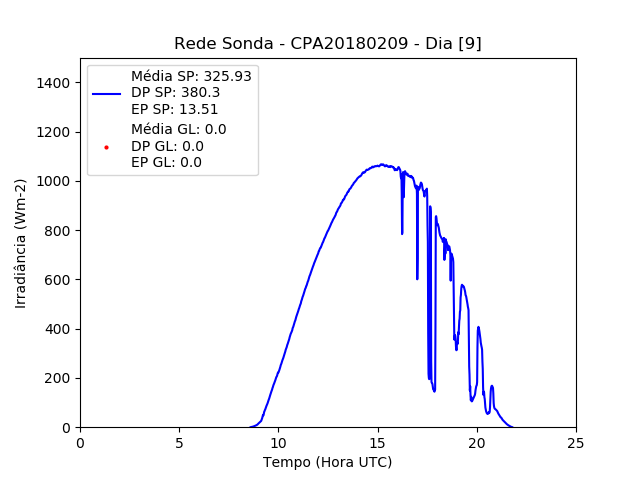 Rede Sonda - CPA20180209 - Dia [9]
Média SP: 325.93
DP SP: 380.3
EP SP: 13.51
Média GL: 0.0
DP GL: 0.0
EP GL: 0.0
Irradiância (Wm-2)
1400
1200
1000
800
600
400
200
0
0 5 10 15 20 25
Tempo (Hora UTC)